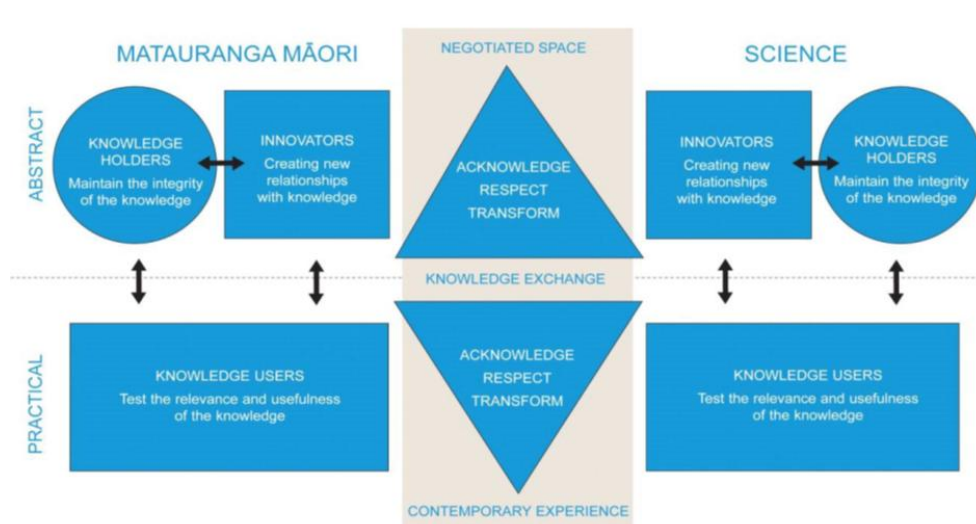 MATAURANGA MĀORI
NEGOTIATED SPACE
SCIENCE
ABSTRACT
KNOWLEDGE
HOLDERS
Maintain the integrity
of the knowledge
INNOVATORS
Creating new
relationships
with knowledge
ACKNOWLEDGE
RESPECT
TRANSFORM
INNOVATORS
Creating new
relationships
with knowledge
KNOWLEDGE
HOLDERS
Maintain the integrity
of the knowledge
KNOWLEDGE EXCHANGE
PRACTICAL
KNOWLEDGE USERS
Test the relevance and usefulness
of the knowledge
ACKNOWLEDGE
RESPECT
TRANSFORM
KNOWLEDGE USERS
Test the relevance and usefulness
of the knowledge
CONTEMPORARY EXPERIENCE